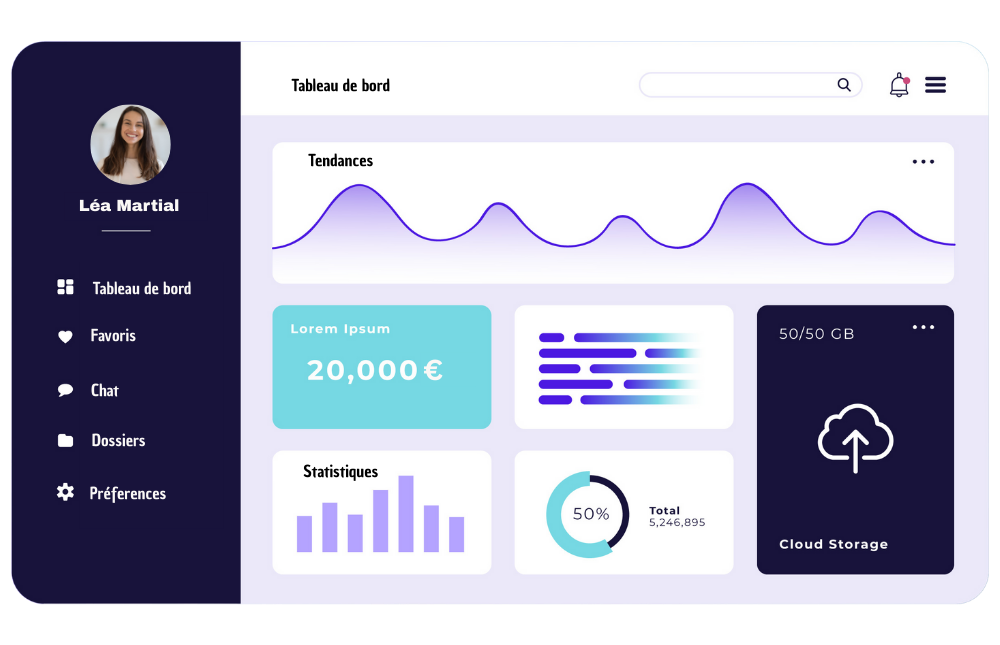 Léa Martial
Tableau de bord
Favoris
Chat
Dossiers
Préferences
Tableau de bord
Tendances
Lorem Ipsum
20,000 €
50/50 GB
Cloud Storage
Statistiques
50%
Total
5,246,895